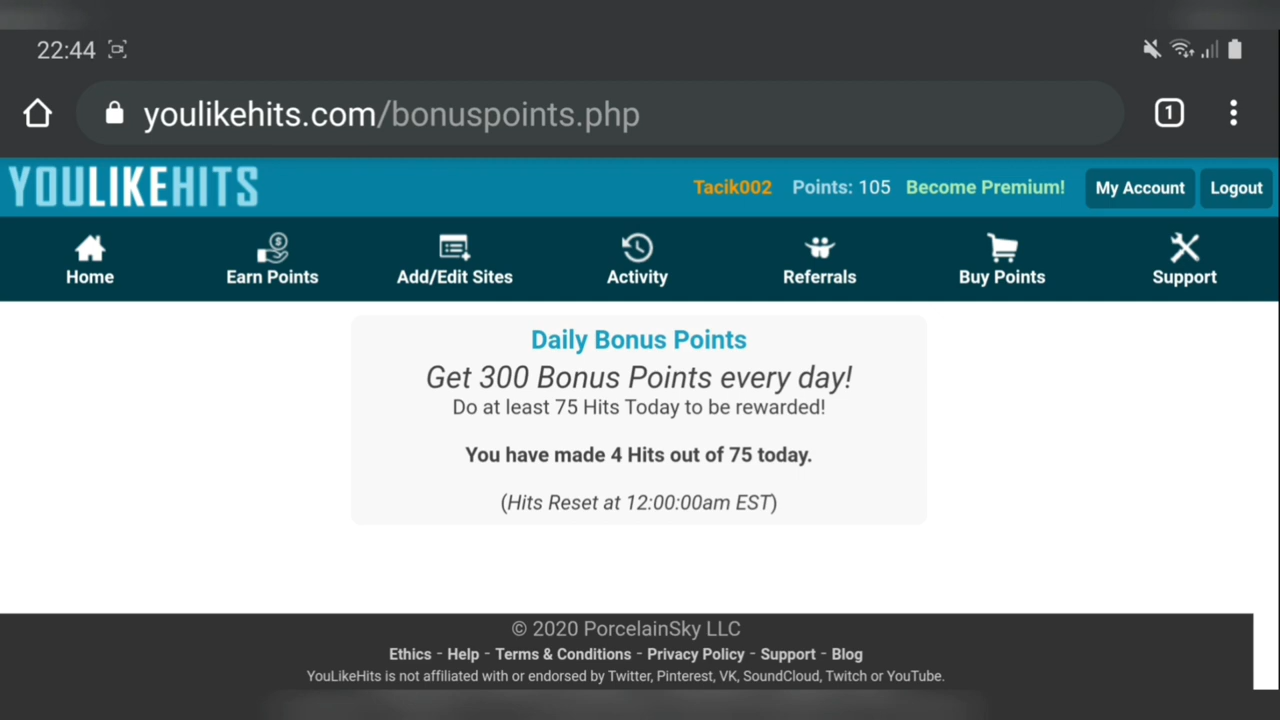 22:44
youlikehits.com/bonuspoints.php
1
YOULIKEHITS
Tacik002 Points: 105 Become Premium! My Account Logout
Home Earn Points Add/Edit Sites Activity Referrals Buy Points Support
Daily Bonus Points
Get 300 Bonus Points every day!
Do at least 75 Hits Today to be rewarded!
You have made 4 Hits out of 75 today.
(Hits Reset at 12:00:00am EST)
© 2020 PorcelainSky LLC
Ethics - Help - Terms & Conditions - Privacy Policy - Support - Blog
YouLikeHits is not affiliated with or endorsed by Twitter, Pinterest, VK, SoundCloud, Twitch or YouTube.